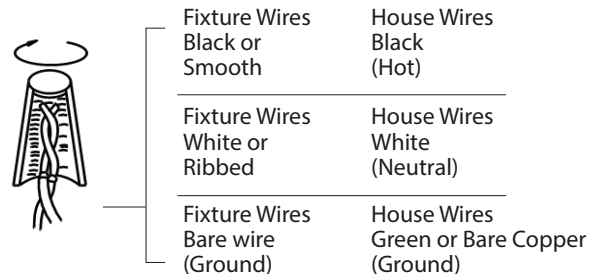 Fixture Wires House Wires
Black or Black
Smooth (Hot)
Fixture Wires House Wires
White or White
Ribbed (Neutral)
Fixture Wires House Wires
Bare wire Green or Bare Copper
(Ground) (Ground)